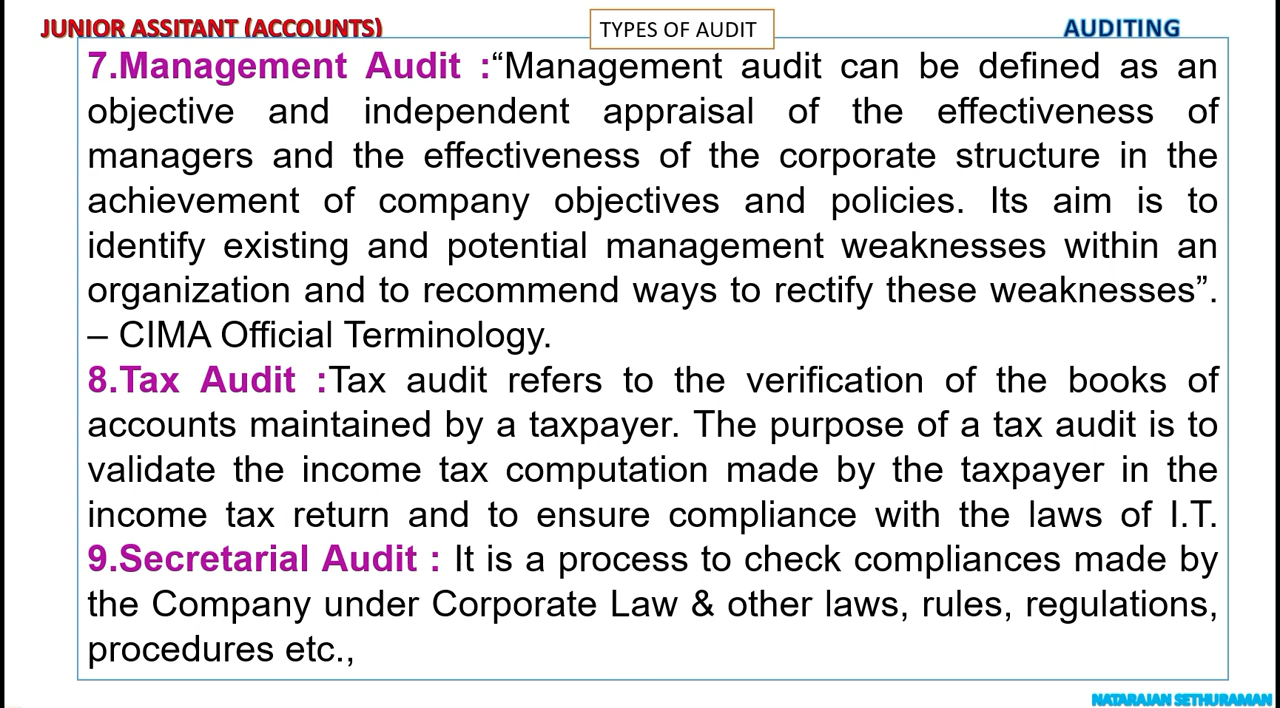 JUNIOR ASSITANT (ACCOUNTS)
TYPES OF AUDIT
AUDITING
7.Management Audit :“Management audit can be defined as an
objective and independent appraisal of the effectiveness of
managers and the effectiveness of the corporate structure in the
achievement of company objectives and policies. Its aim is to
identify existing and potential management weaknesses within an
organization and to recommend ways to rectify these weaknesses”.
– CIMA Official Terminology.
8.Tax Audit :Tax audit refers to the verification of the books of
accounts maintained by a taxpayer. The purpose of a tax audit is to
validate the income tax computation made by the taxpayer in the
income tax return and to ensure compliance with the laws of I.T.
9.Secretarial Audit : It is a process to check compliances made by
the Company under Corporate Law & other laws, rules, regulations,
procedures etc.,
NATARAJAN SETHURAMAN